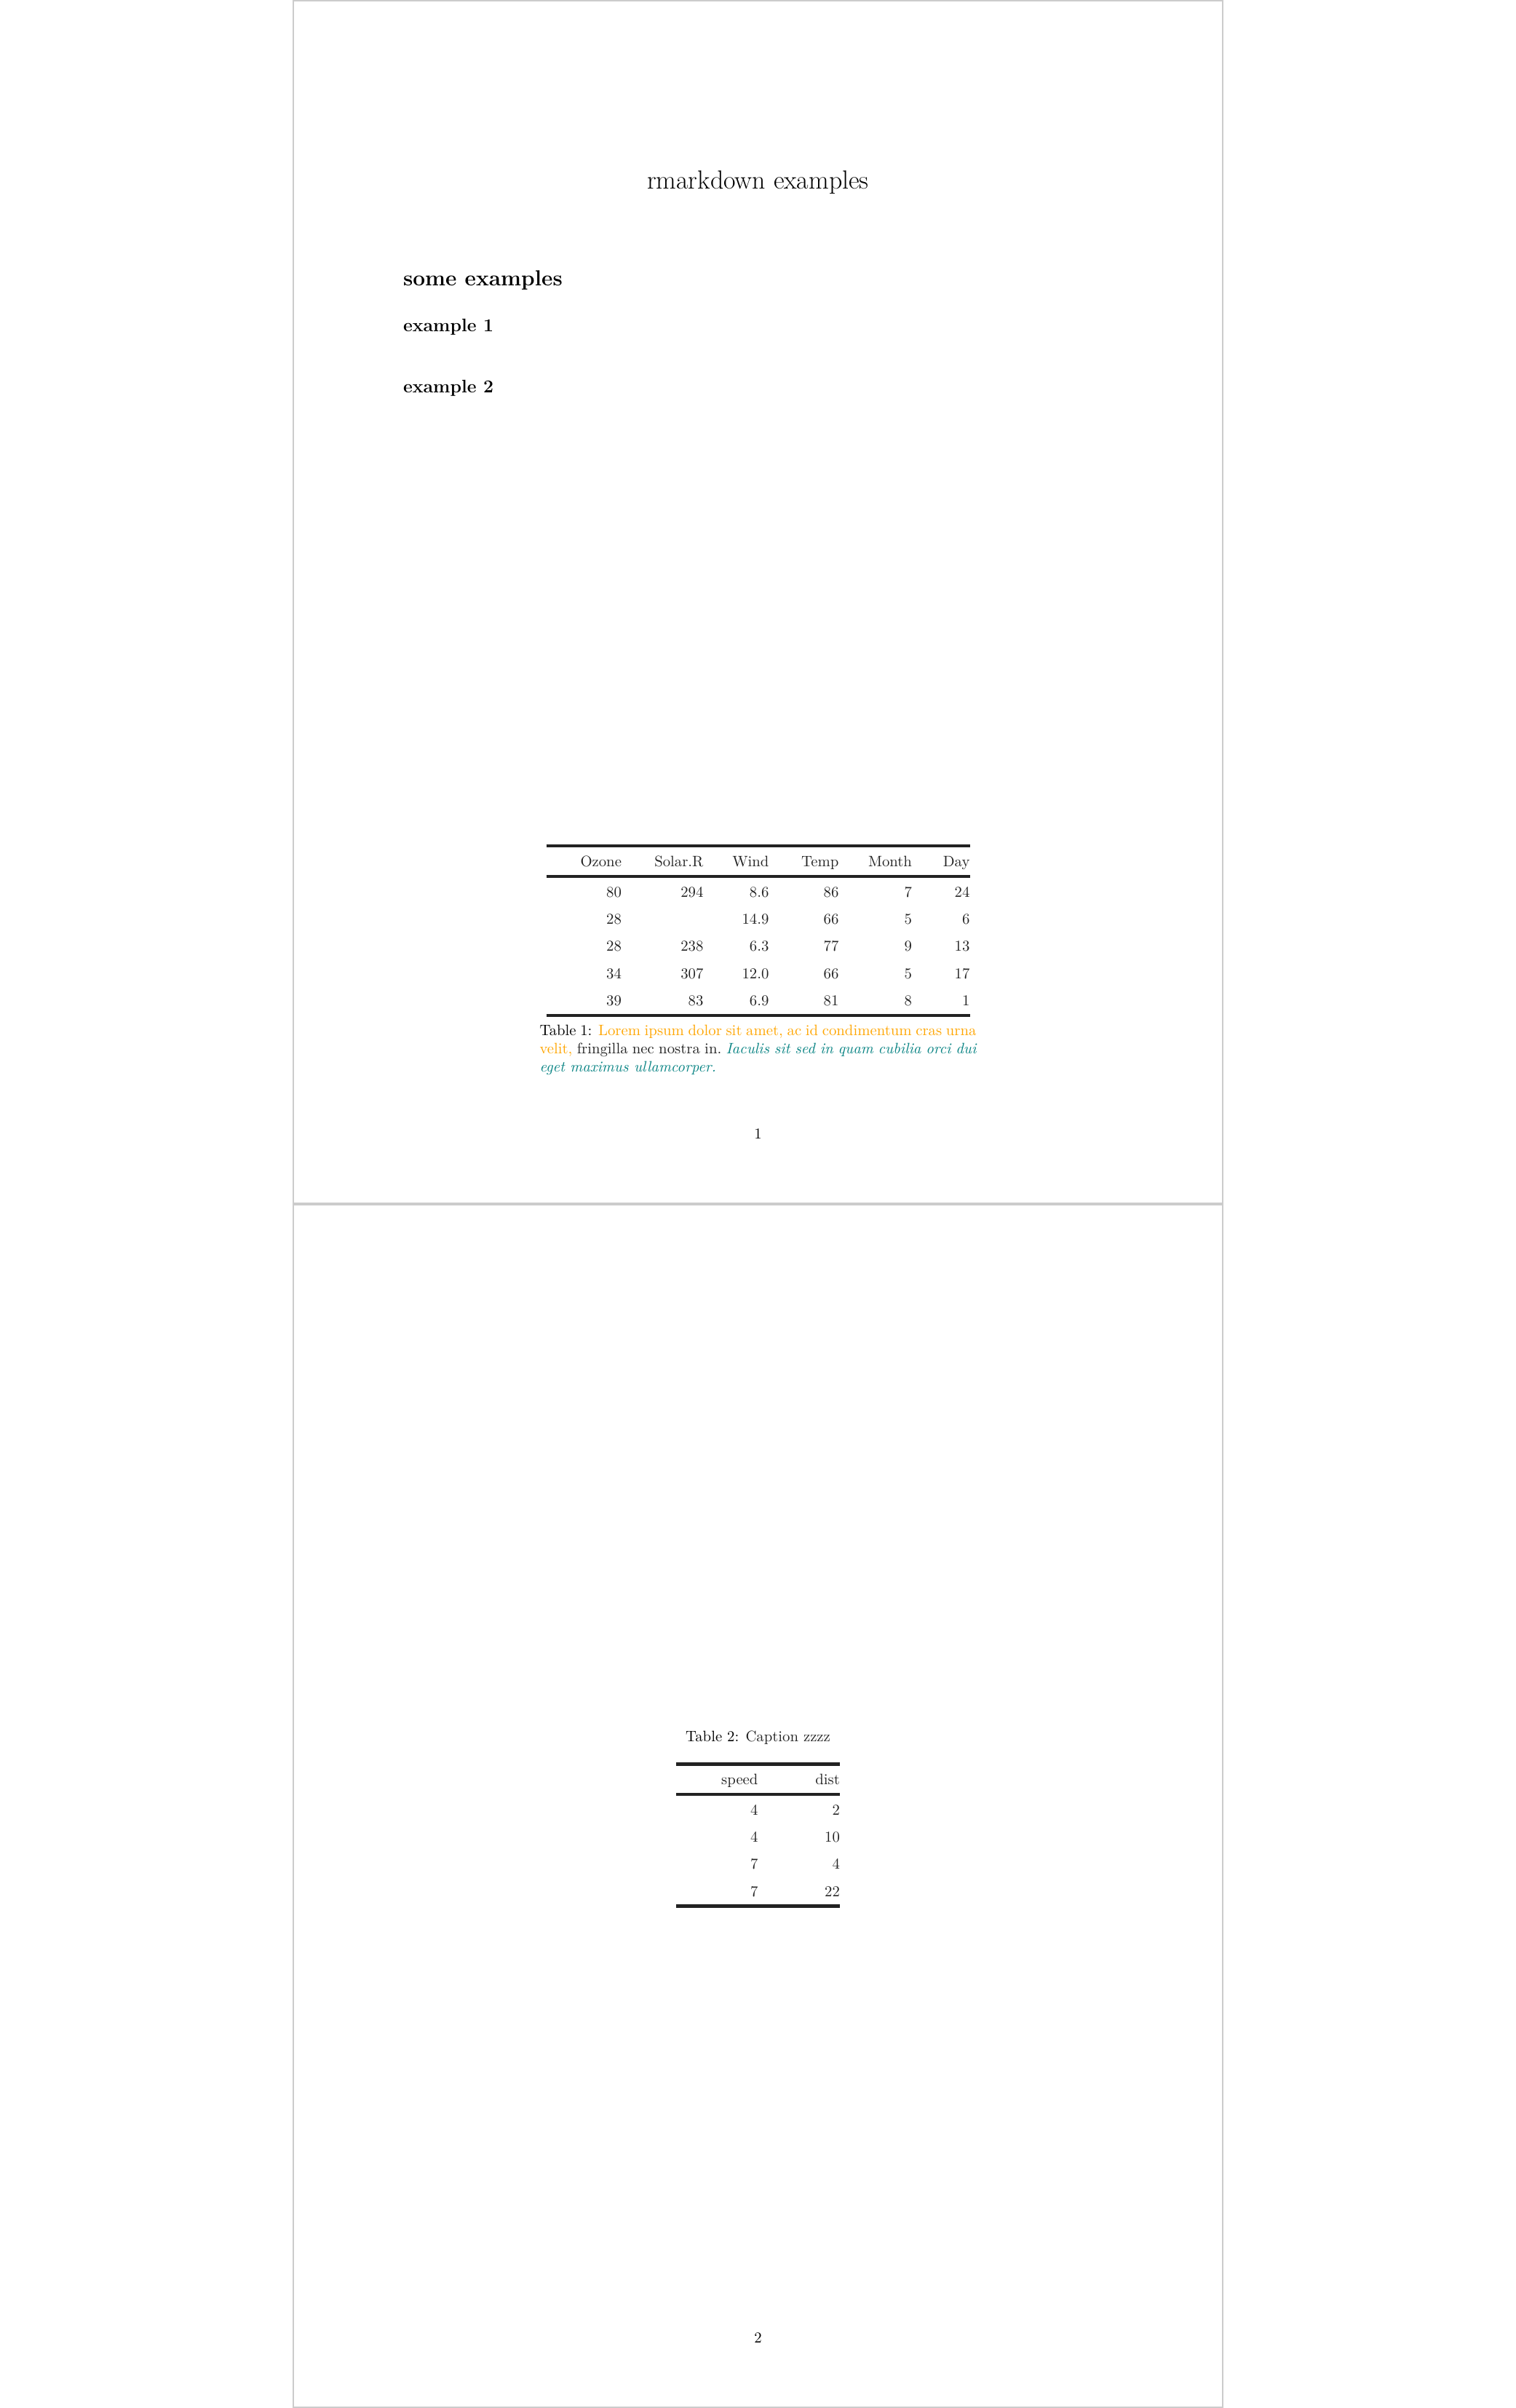 rmarkdown examples
some examples
example 1
example 2
Ozone Solar.R Wind Temp Month Day
80 294 8.6 86 7 24
28 14.9 66 5 6
28 238 6.3 77 9 13
34 307 12.0 66 5 17
39 83 6.9 81 8 1
Table 1: Lorem ipsum dolor sit amet, ac id condimentum cras urna
velit, fringilla nec nostra in. Iaculis sit sed in quam cubilia orci dui
eget maximus ullamcorper.
1
Table 2: Caption zzzz
speed dist
4 2
4 10
7 4
7 22
2